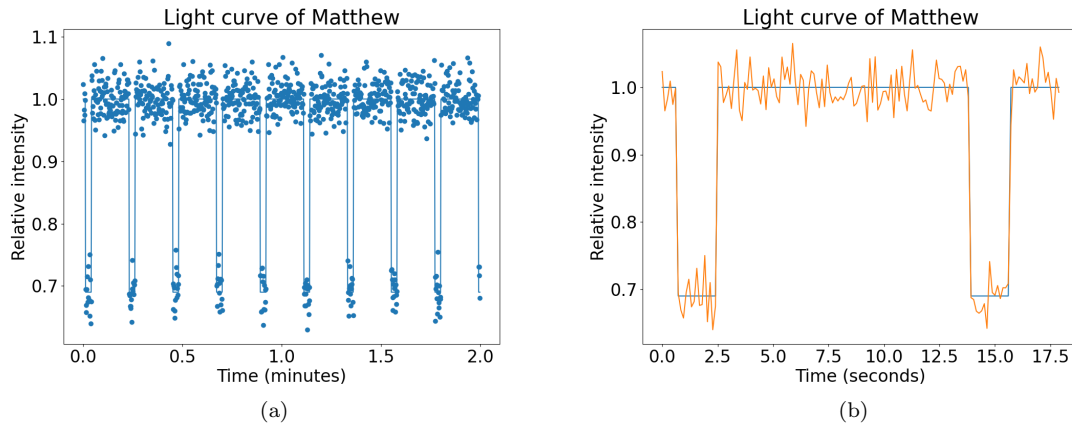 Light curve of Matthew
1.1
1.0
0.9
0.8
0.7
Relative intensity
0.0 0.5 1.0 1.5 2.0
Time (minutes)
(a)
Light curve of Matthew
1.0
0.9
0.8
0.7
Relative intensity
0.0 2.5 5.0 7.5 10.0 12.5 15.0 17.5
Time (seconds)
(b)